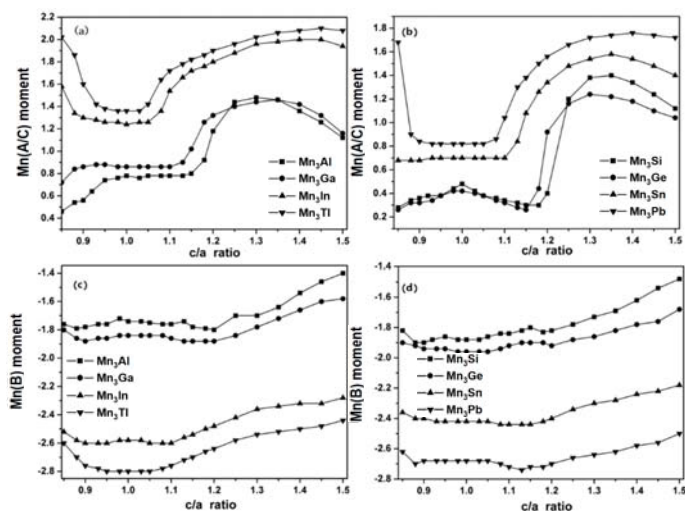 (a)
Mn(A/C) moment
2.2
2.0
1.8
1.6
1.4
1.2
1.0
0.8
0.6
0.4
0.9 1.0 1.1 1.2 1.3 1.4 1.5
c/a ratio
Mn3Al
Mn3Ga
Mn3In
Mn3Tl
(b)
Mn(A/C) moment
2.0
1.8
1.6
1.4
1.2
1.0
0.8
0.6
0.4
0.2
0.9 1.0 1.1 1.2 1.3 1.4 1.5
c/a ratio
Mn3Si
Mn3Ge
Mn3Sn
Mn3Pb
(c)
Mn(B) moment
-1.4
-1.6
-1.8
-2.0
-2.2
-2.4
-2.6
-2.8
0.9 1.0 1.1 1.2 1.3 1.4 1.5
c/a ratio
Mn3Al
Mn3Ga
Mn3In
Mn3Tl
(d)
Mn(B) moment
-1.4
-1.6
-1.8
-2.0
-2.2
-2.4
-2.6
-2.8
0.9 1.0 1.1 1.2 1.3 1.4 1.5
c/a ratio
Mn3Si
Mn3Ge
Mn3Sn
Mn3Pb